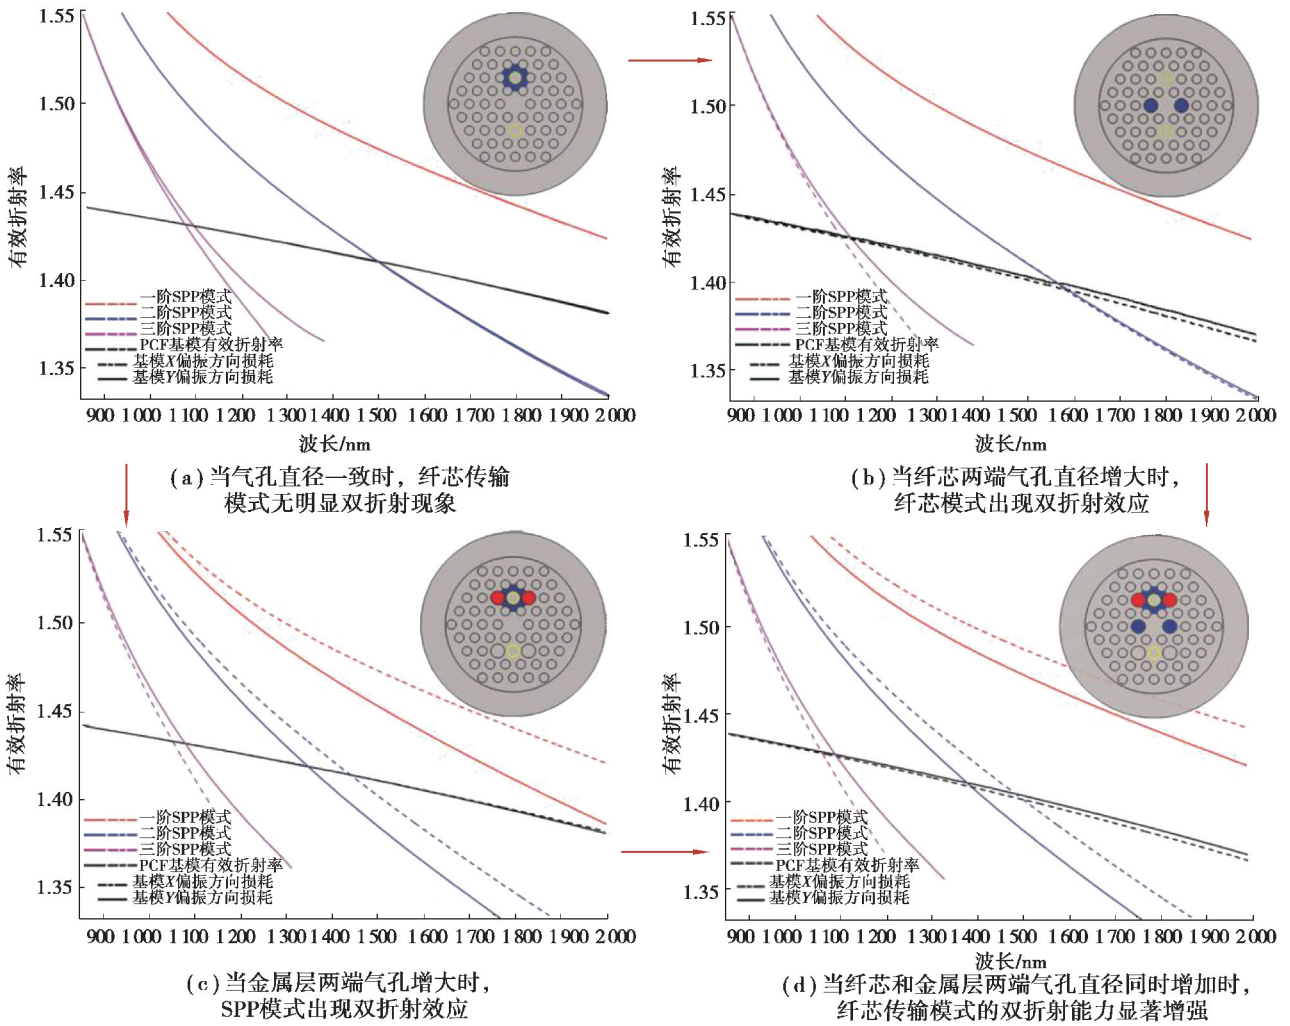 1.55
1.50
1.45
1.40
1.35
有效折射率
一阶SPP模式
二阶SPP模式
三阶SPP模式
PCF基模有效折射率
基模X偏振方向损耗
基模Y偏振方向损耗
900 1 000 1 100 1 200 1 300 1 400 1 500 1 600 1 700 1 800 1 900 2 000
波长/nm
(a)当气孔直径一致时，纤芯传输
模式无明显双折射现象
1.55
1.50
1.45
1.40
1.35
有效折射率
一阶SPP模式
二阶SPP模式
三阶SPP模式
PCF基模有效折射率
基模X偏振方向损耗
基模Y偏振方向损耗
900 1 000 1 100 1 200 1 300 1 400 1 500 1 600 1 700 1 800 1 900 2 000
波长/nm
(b)当纤芯两端气孔直径增大时，
纤芯模式出现双折射效应
1.55
1.50
1.45
1.40
1.35
有效折射率
一阶SPP模式
二阶SPP模式
三阶SPP模式
PCF基模有效折射率
基模X偏振方向损耗
基模Y偏振方向损耗
900 1 000 1 100 1 200 1 300 1 400 1 500 1 600 1 700 1 800 1 900 2 000
(c)当金属层两端气孔增大时，
SPP模式出现双折射效应
1.55
1.50
1.45
1.40
1.35
有效折射率
一阶SPP模式
二阶SPP模式
三阶SPP模式
PCF基模有效折射率
基模X偏振方向损耗
基模Y偏振方向损耗
900 1 000 1 100 1 200 1 300 1 400 1 500 1 600 1 700 1 800 1 900 2 000
波长/nm
(d)当纤芯和金属层两端气孔直径同时增加时，
纤芯传输模式的双折射能力显著增强